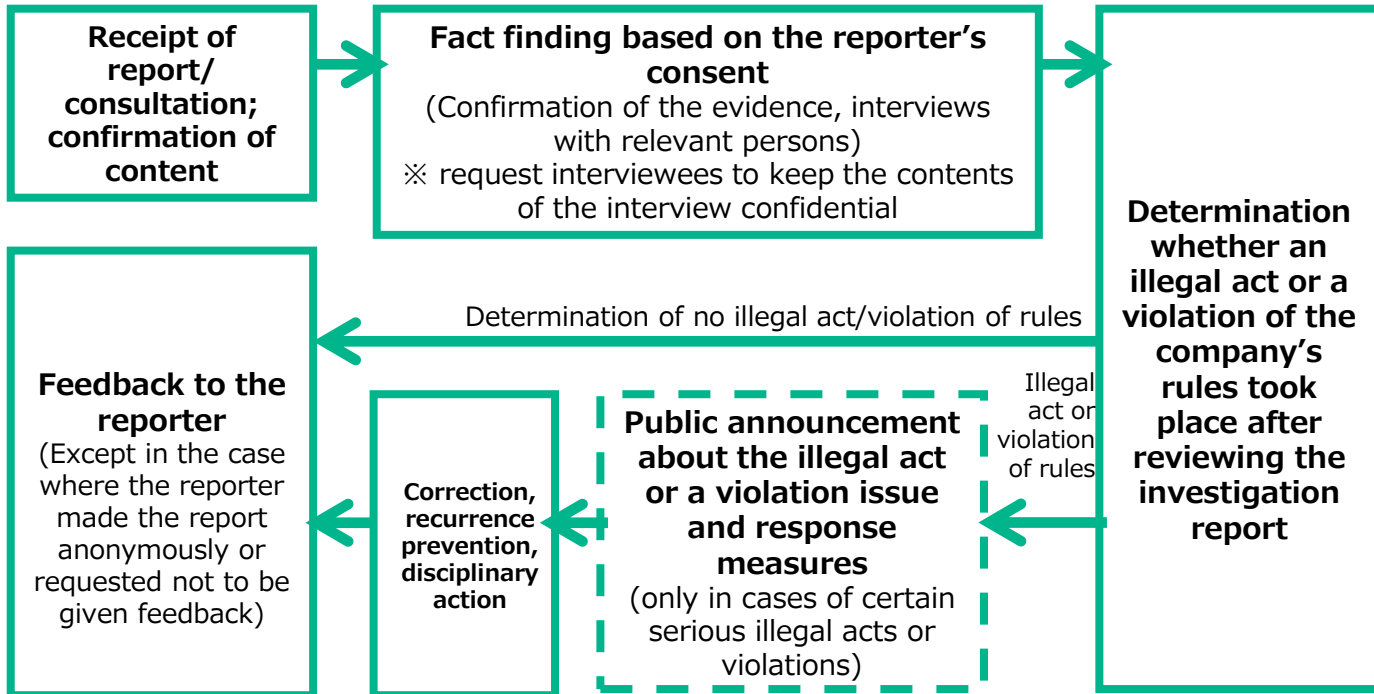 Receipt of
report/
consultation;
confirmation of
content
Fact finding based on the reporter’s
consent
(Confirmation of the evidence, interviews
with relevant persons)
※ request interviewees to keep the contents
of the interview confidential
Determination
whether an
illegal act or a
violation of the
company’s
rules took
place after
reviewing the
investigation
report
Determination of no illegal act/violation of rules
Illegal
act or
violation
of rules
Public announcement
about the illegal act
or a violation issue
and response
measures
(only in cases of certain
serious illegal acts or
violations)
Correction,
recurrence
prevention,
disciplinary
action
Feedback to the
reporter
(Except in the case
where the reporter
made the report
anonymously or
requested not to be
given feedback)